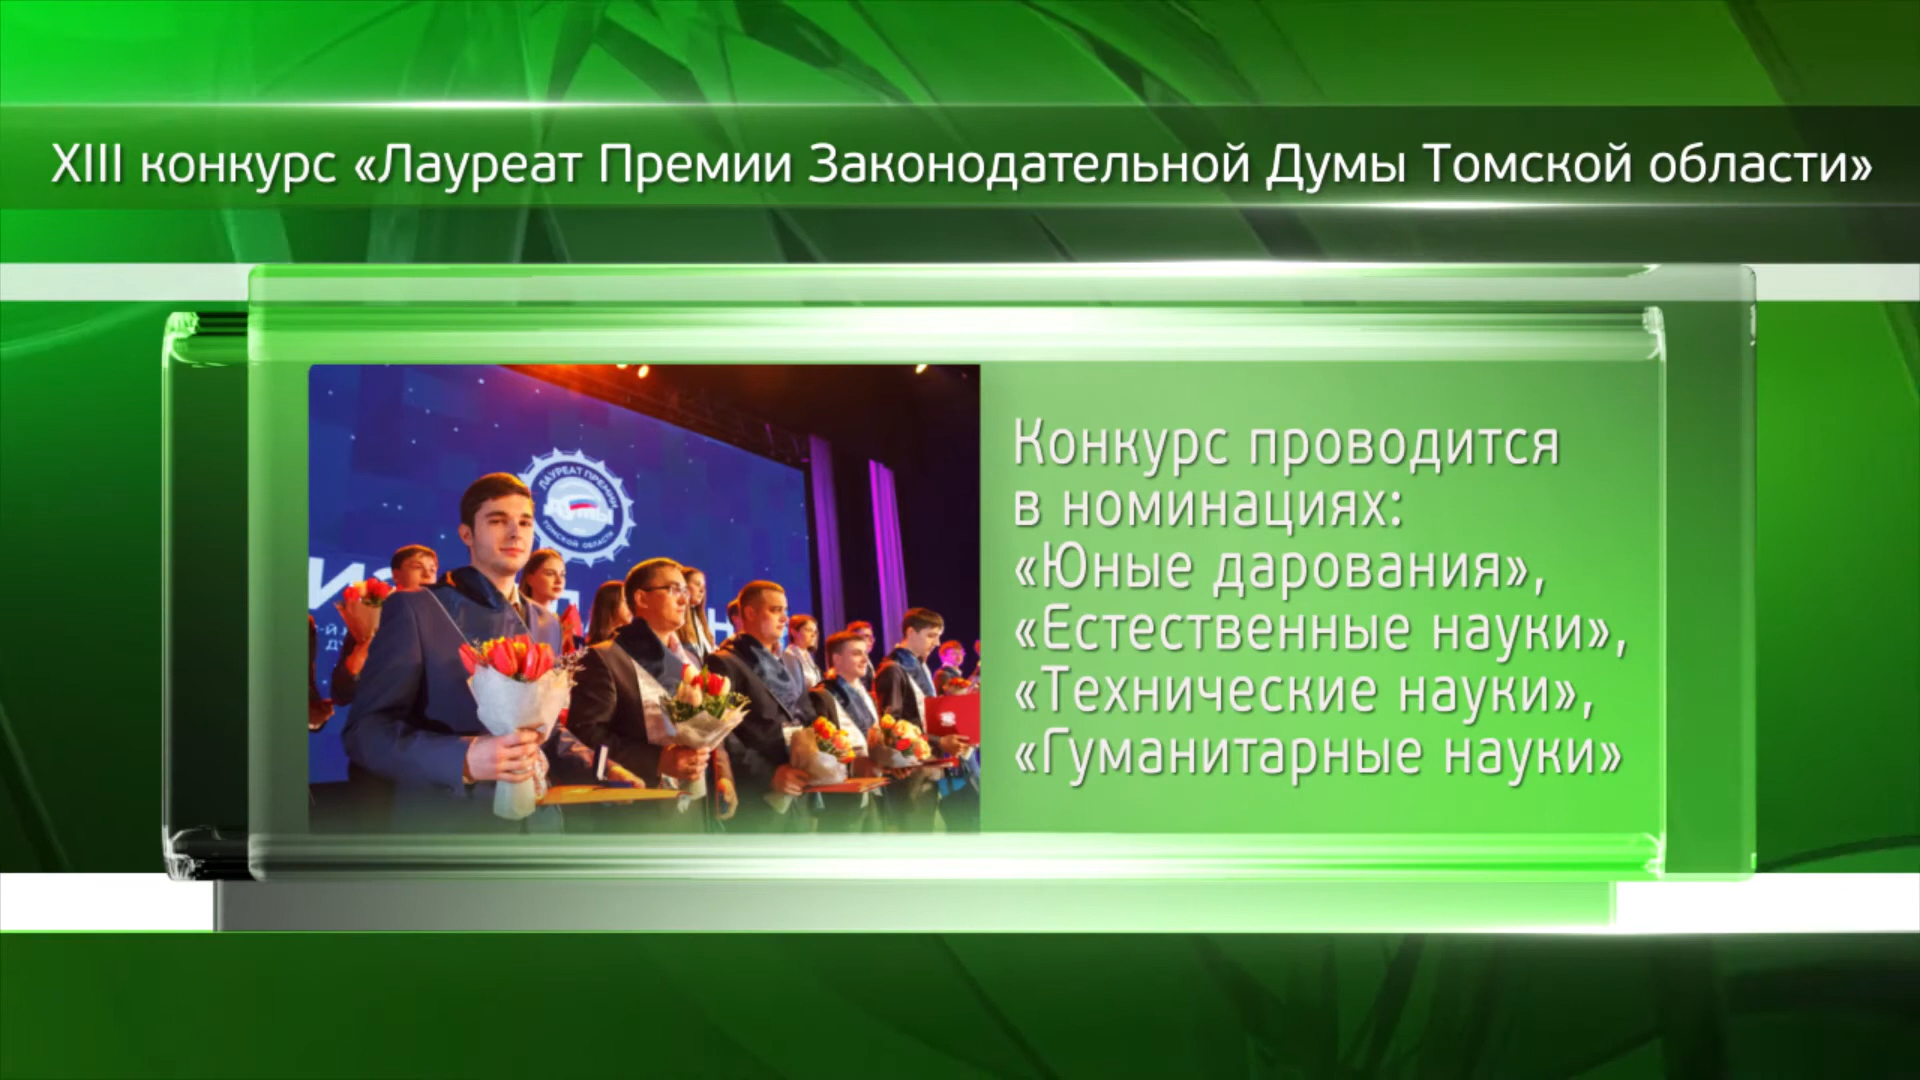 XIII конкурс «Лауреат Премии Законодательной Думы Томской области»
ЛАУРЕАТ ПРЕМИИ
Думы
ТОМСКОЙ ОБЛАСТИ
Конкурс проводится
в номинациях:
«Юные дарования»,
«Естественные науки»,
«Технические науки»,
«Гуманитарные науки»